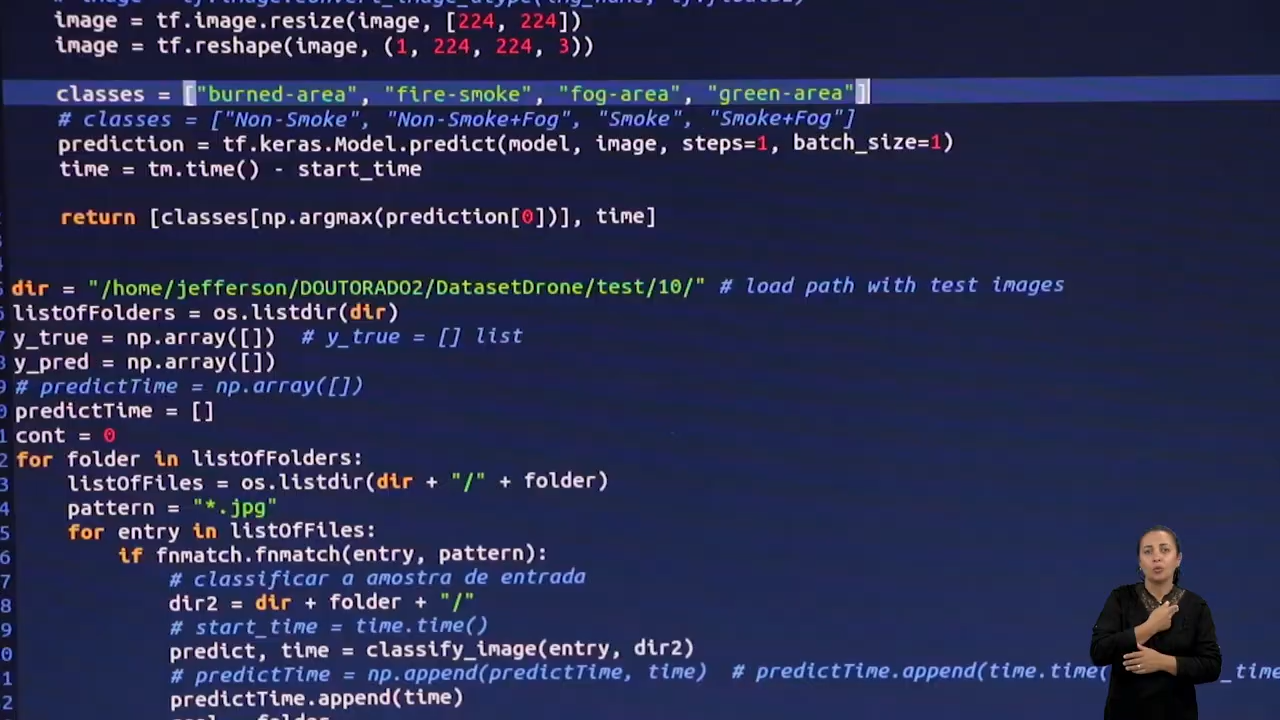 image = tf.image.resize(image, [224, 224])
image = tf.reshape(image, (1, 224, 224, 3))
classes = ["burned-area", "fire-smoke", "fog-area", "green-area"]
# classes = ["Non-Smoke", "Non-Smoke+Fog", "Smoke", "Smoke+Fog"]
prediction = tf.keras.Model.predict(model, image, steps=1, batch_size=1)
time = tm.time() - start_time
return [classes[np.argmax(prediction[0])], time]
dir = "/home/jefferson/DOUTORADO2/DatasetDrone/test/10/" # load path with test images
listOfFolders = os.listdir(dir)
y_true = np.array([]) # y_true = [] list
y_pred = np.array([])
# predictTime = np.array([])
predictTime = []
cont = 0
for folder in listOfFolders:
listOfFiles = os.listdir(dir + "/" + folder)
pattern = "*.jpg"
for entry in listOfFiles:
if fnmatch.fnmatch(entry, pattern):
# classificar a amostra de entrada
dir2 = dir + folder + "/"
# start_time = time.time()
predict, time = classify_image(entry, dir2)
# predictTime = np.append(predictTime, time) # predictTime.append(time.time(
predictTime.append(time)